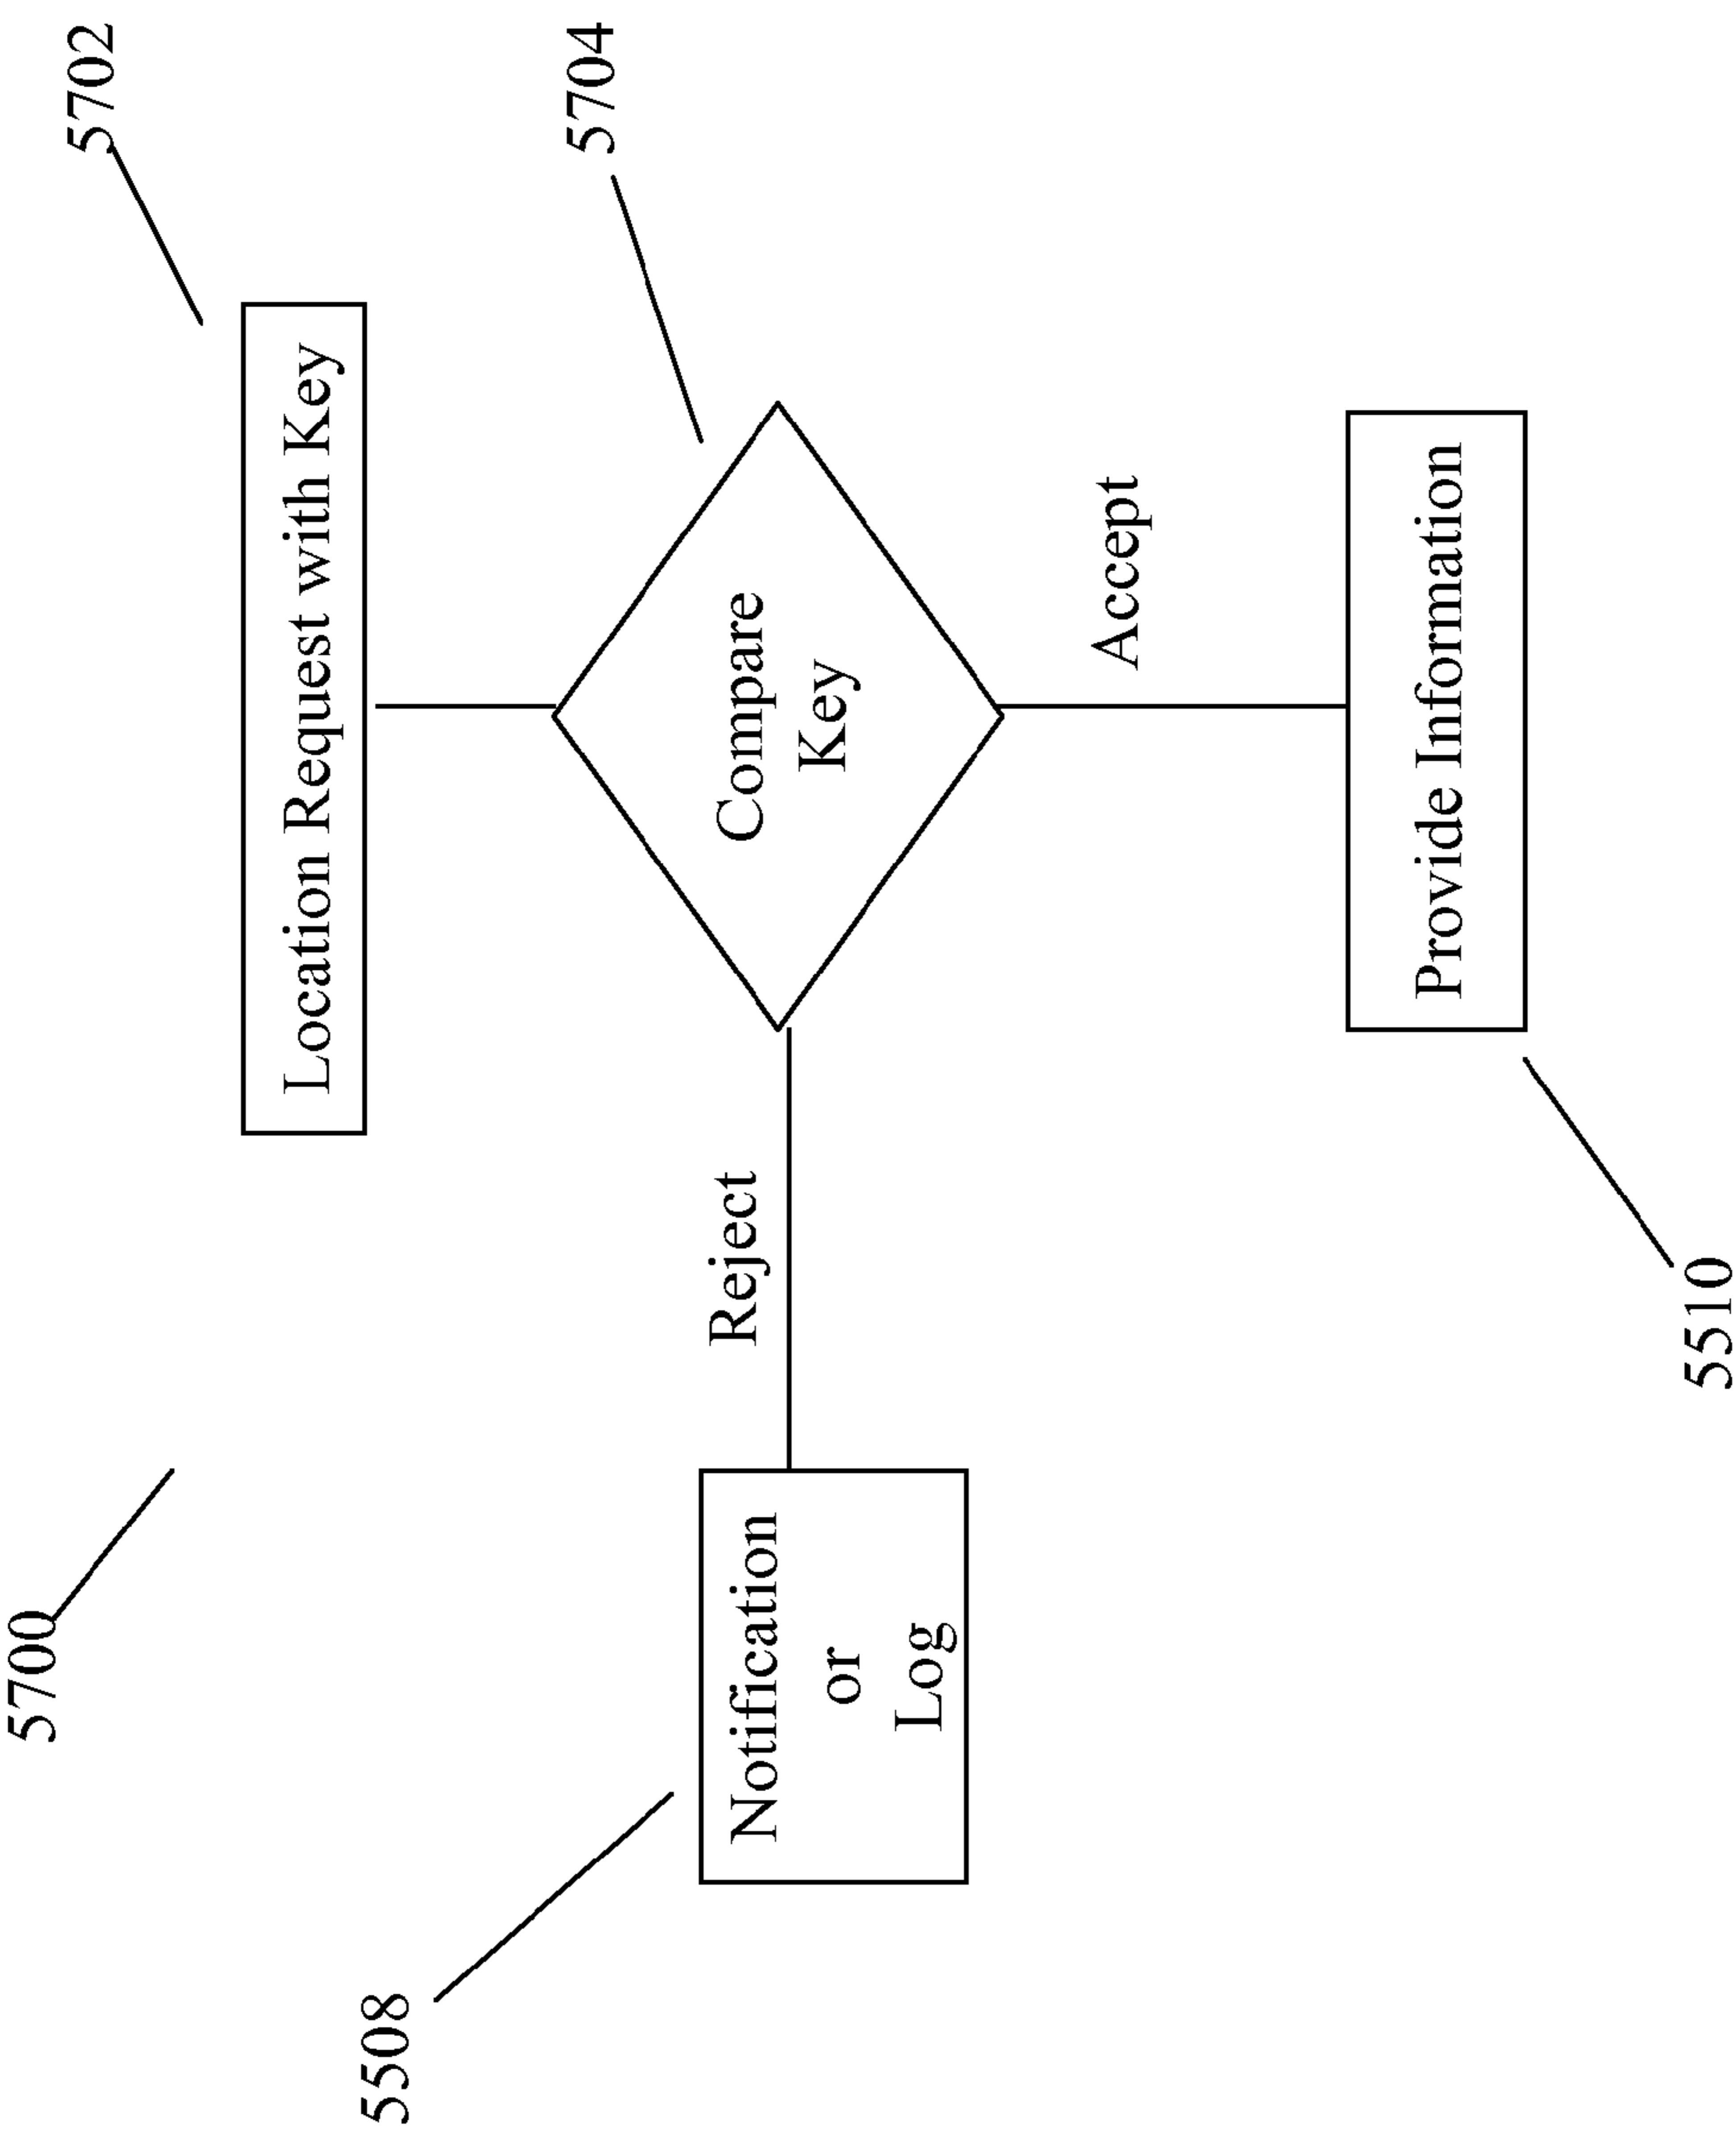 5700
5702
Location Request with Key
5704
Compare
Key
Reject
Accept
5508
Notification
or
Log
Provide Information
5510